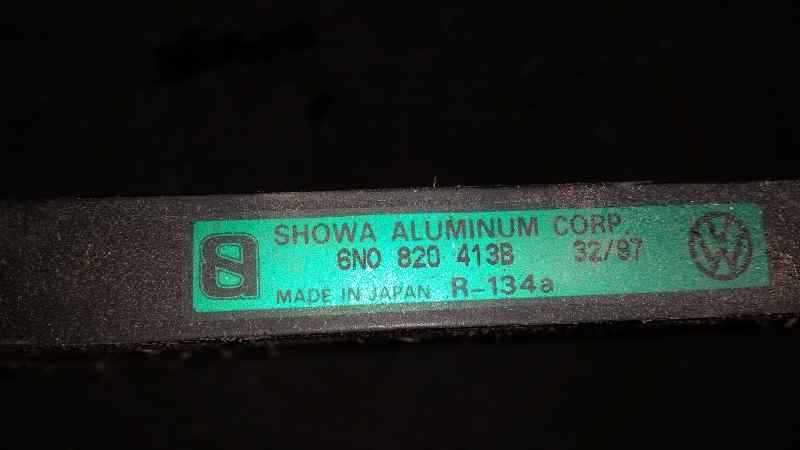 SHOWA ALUMINUM CORP.
6N0 820 413B 32/97
MADE IN JAPAN R-134a